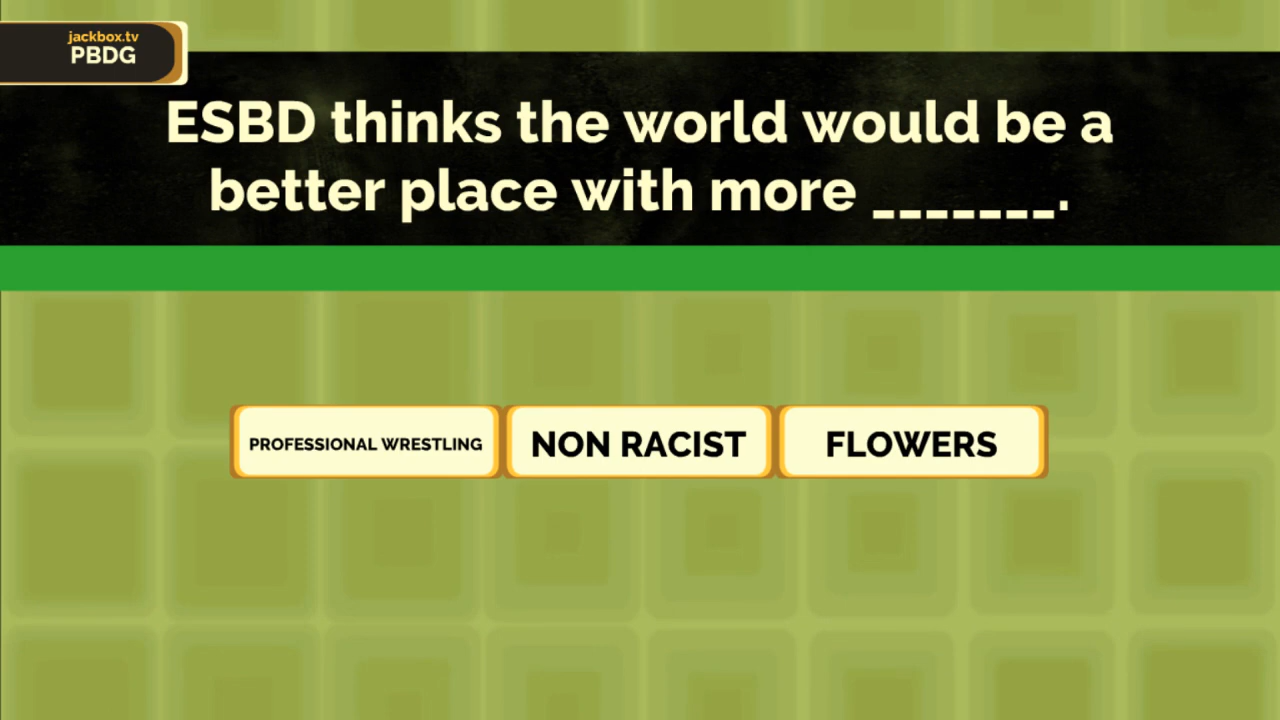 jackbox.tv
PBDG
ESBD thinks the world would be a
better place with more _______.
PROFESSIONAL WRESTLING
NON RACIST
FLOWERS